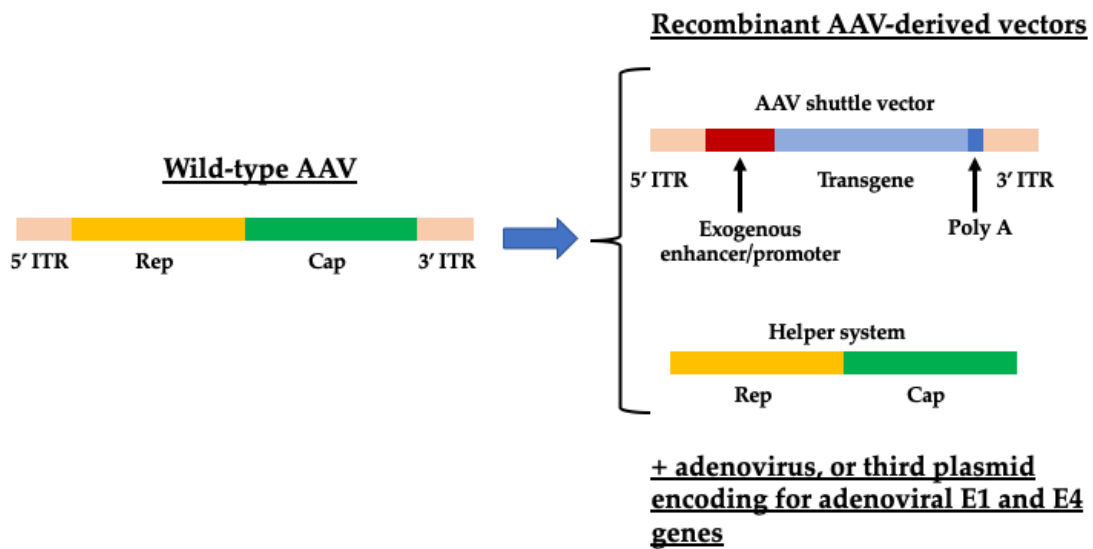 Recombinant AAV-derived vectors
AAV shuttle vector
5′ ITR
Transgene
3′ ITR
Exogenous
enhancer/promoter
Poly A
Wild-type AAV
5′ ITR
Rep
Cap
3′ ITR
Helper system
Rep
Cap
+ adenovirus, or third plasmid
encoding for adenoviral E1 and E4
genes